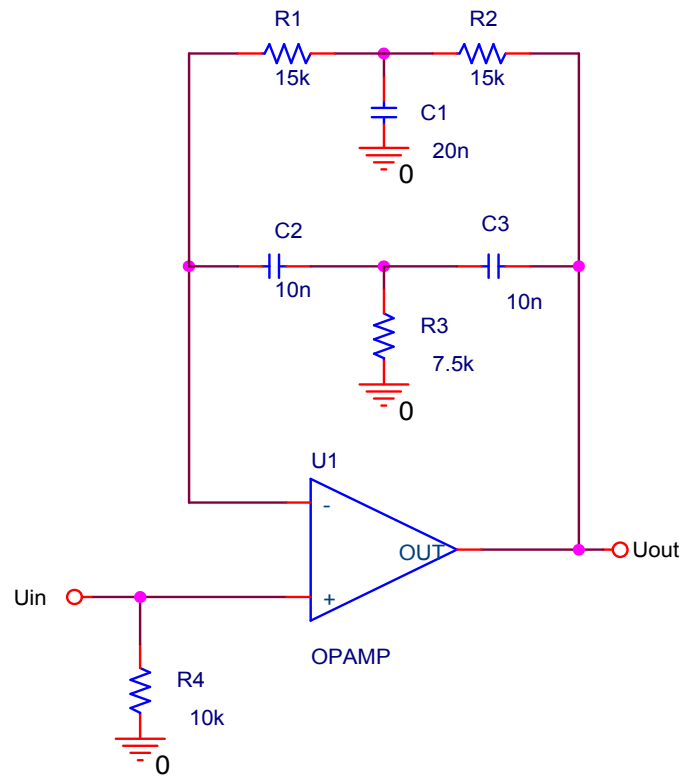 R1
R2
15k
15k
C1
20n
0
C2
C3
10n
10n
R3
7.5k
0
U1
-
OUT
Uout
Uin
+
OPAMP
R4
10k
0